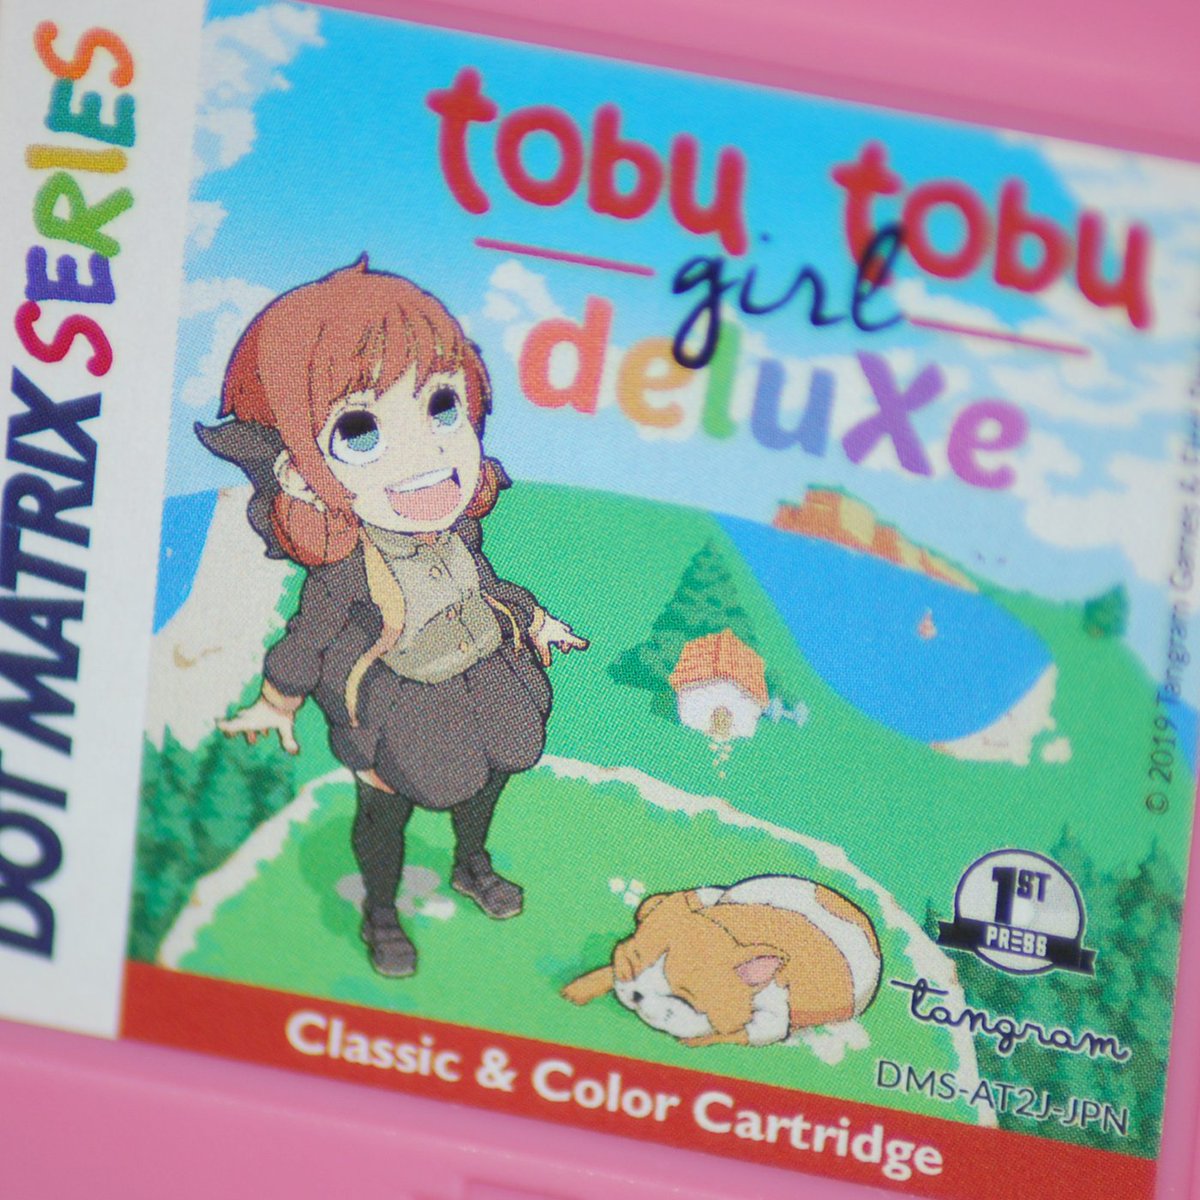 DOT MATRIX SERIES
tobu tobu
girl
deluxe
© 2019 Tangram Games &
1ST
PRESS
tangram
DMS-AT2J-JPN
Classic & Color Cartridge